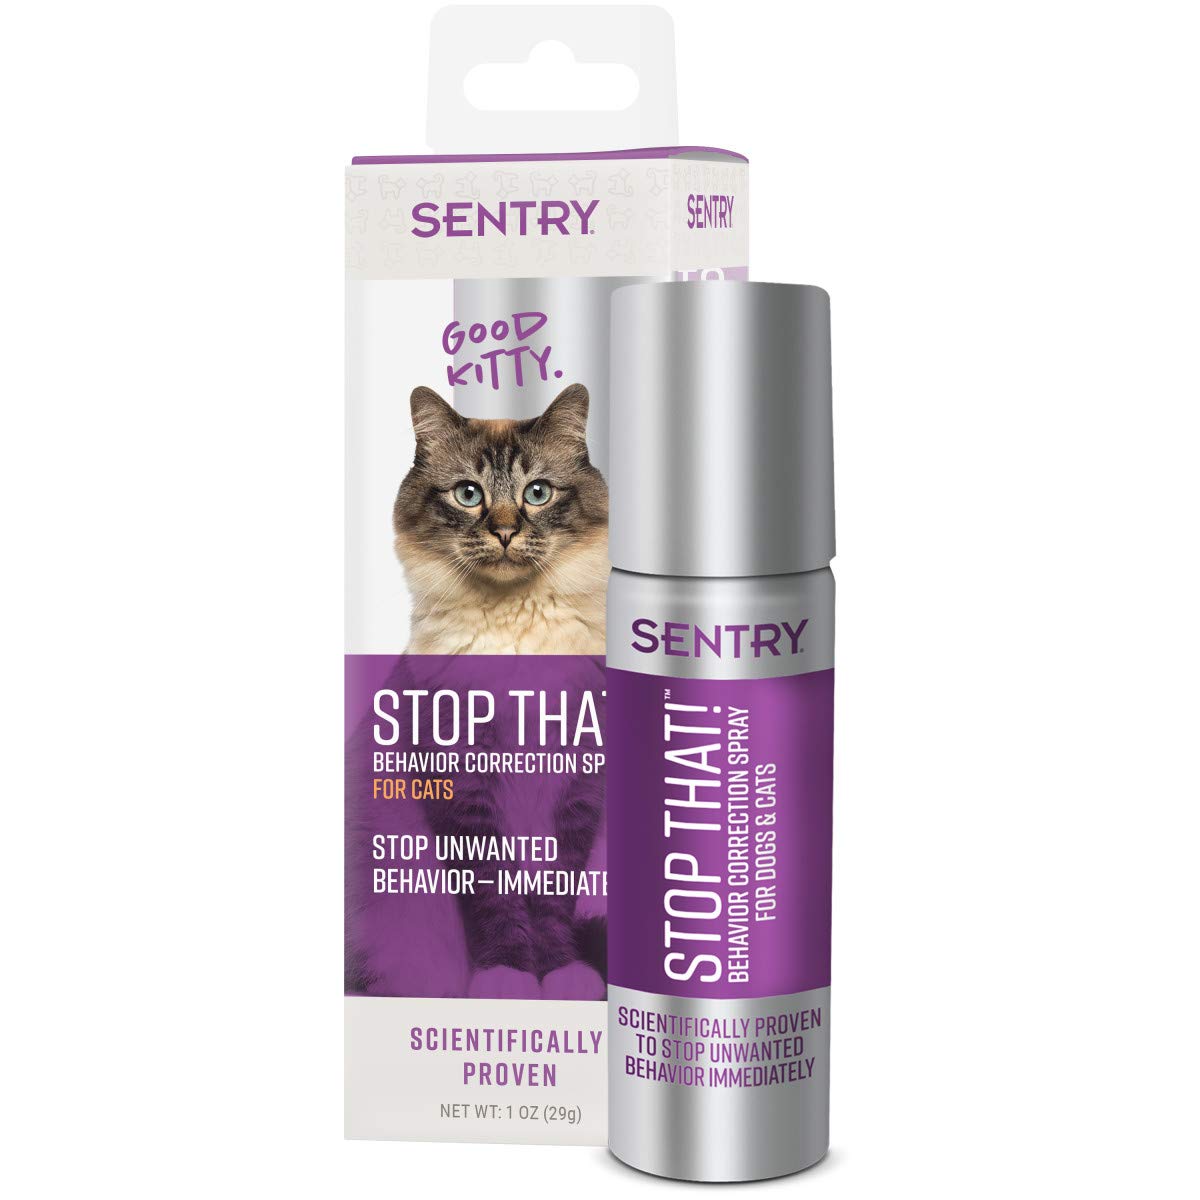 SENTRY
GOOD
KITTY.
STOP THAT
BEHAVIOR CORRECTION SP
FOR CATS
STOP UNWANTED
BEHAVIOR—IMMEDIATE
SCIENTIFICALLY
PROVEN
NET WT: 1 OZ (29g)
SENTRY
TO
SENTRY
STOP THAT!™
BEHAVIOR CORRECTION SPRAY
FOR DOGS & CATS
SCIENTIFICALLY PROVEN
TO STOP UNWANTED
BEHAVIOR IMMEDIATELY